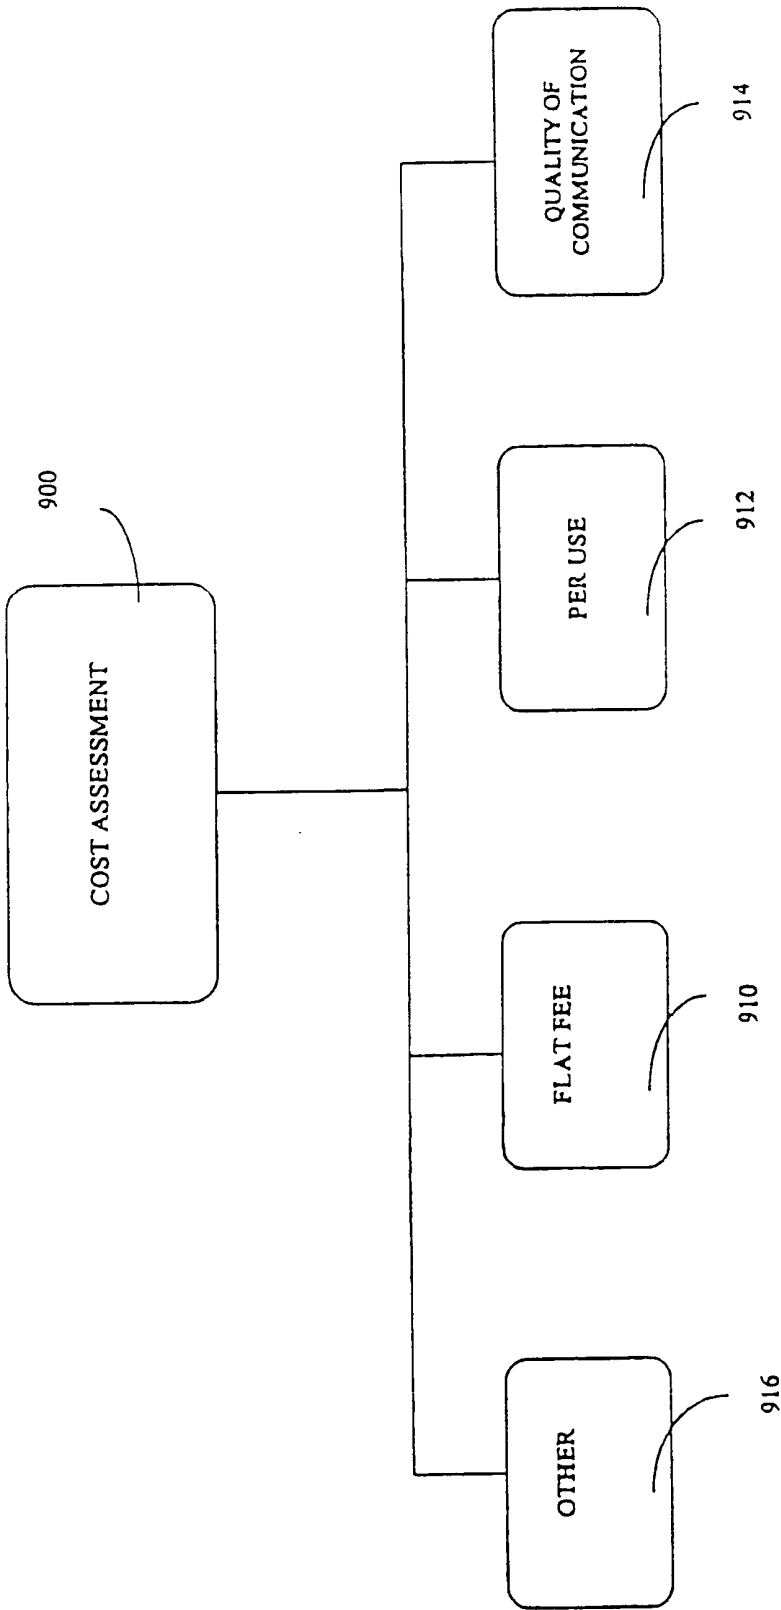 COST ASSESSMENT
900
OTHER
916
FLAT FEE
910
PER USE
912
QUALITY OF
COMMUNICATION
914